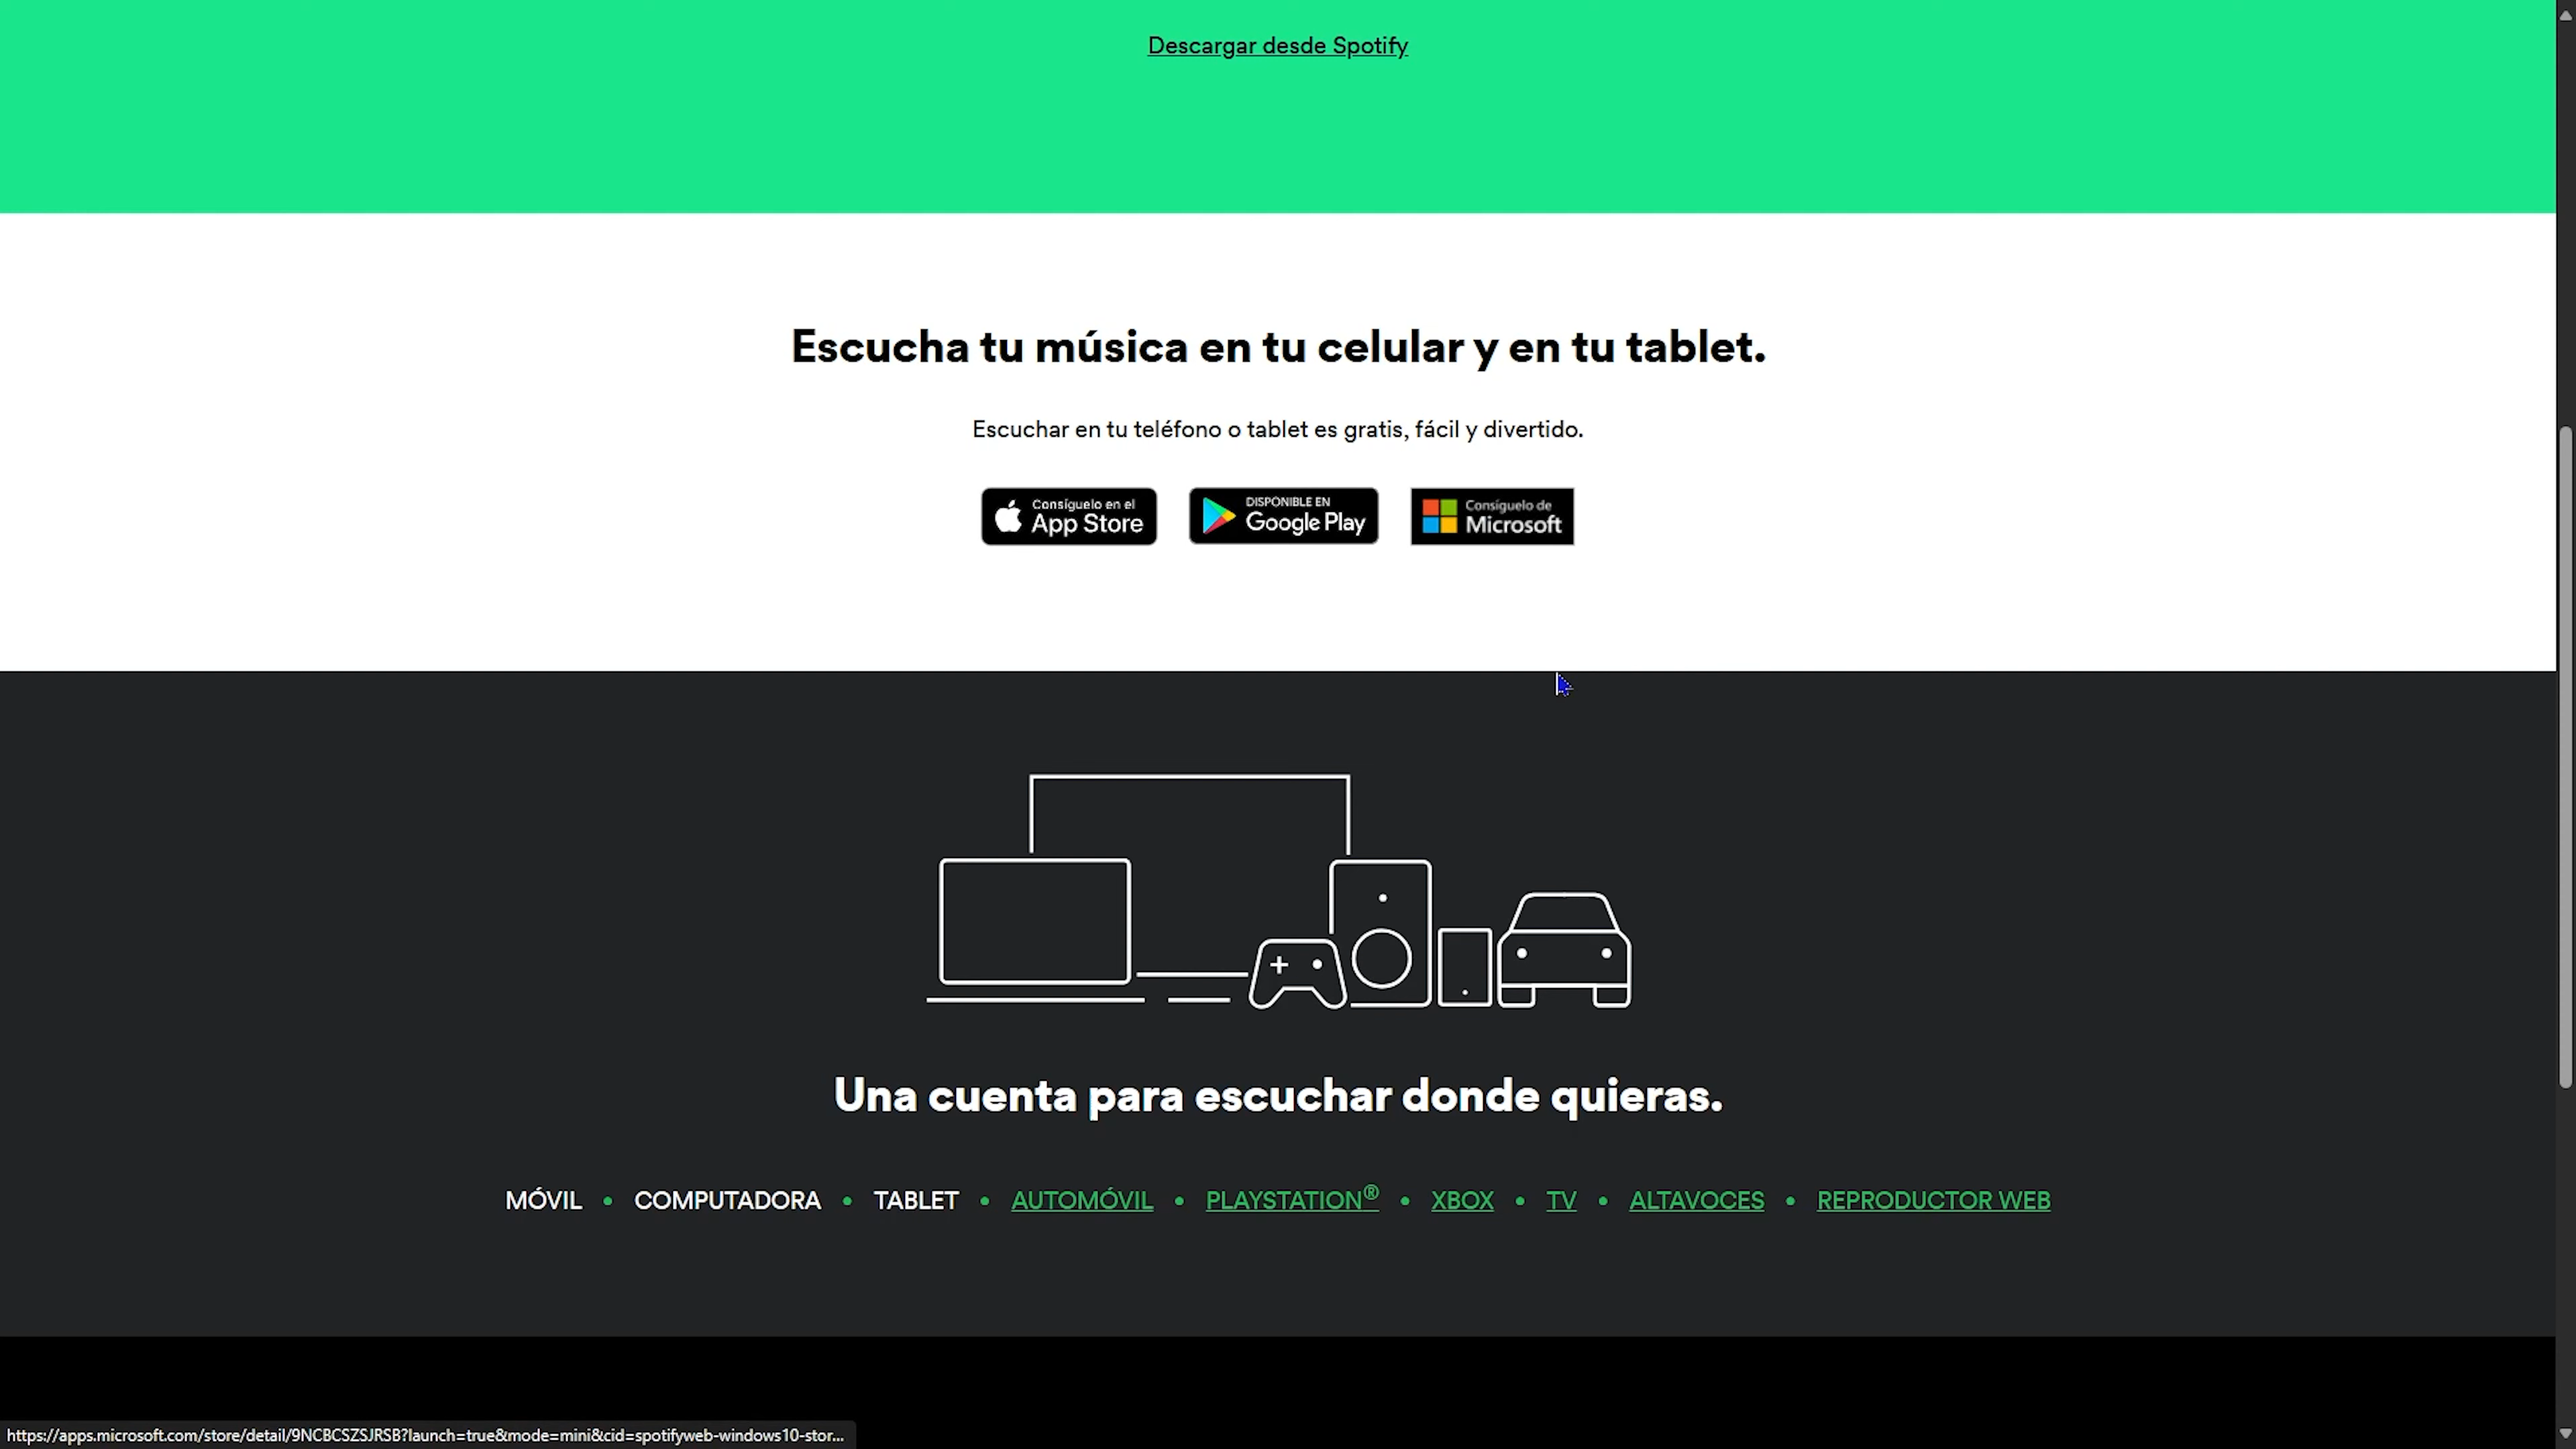 Descargar desde Spotify
Escucha tu música en tu celular y en tu tablet.
Escuchar en tu teléfono o tablet es gratis, fácil y divertido.
Consíguelo en el
App Store
DISPONIBLE EN
Google Play
Consíguelo de
Microsoft
Una cuenta para escuchar donde quieras.
MÓVIL • COMPUTADORA • TABLET • AUTOMÓVIL • PLAYSTATION® • XBOX • TV • ALTAVOCES • REPRODUCTOR WEB
https://apps.microsoft.com/store/detail/9NCBCSZSJRSB?launch=true&mode=mini&cid=spotifyweb-windows10-stor...